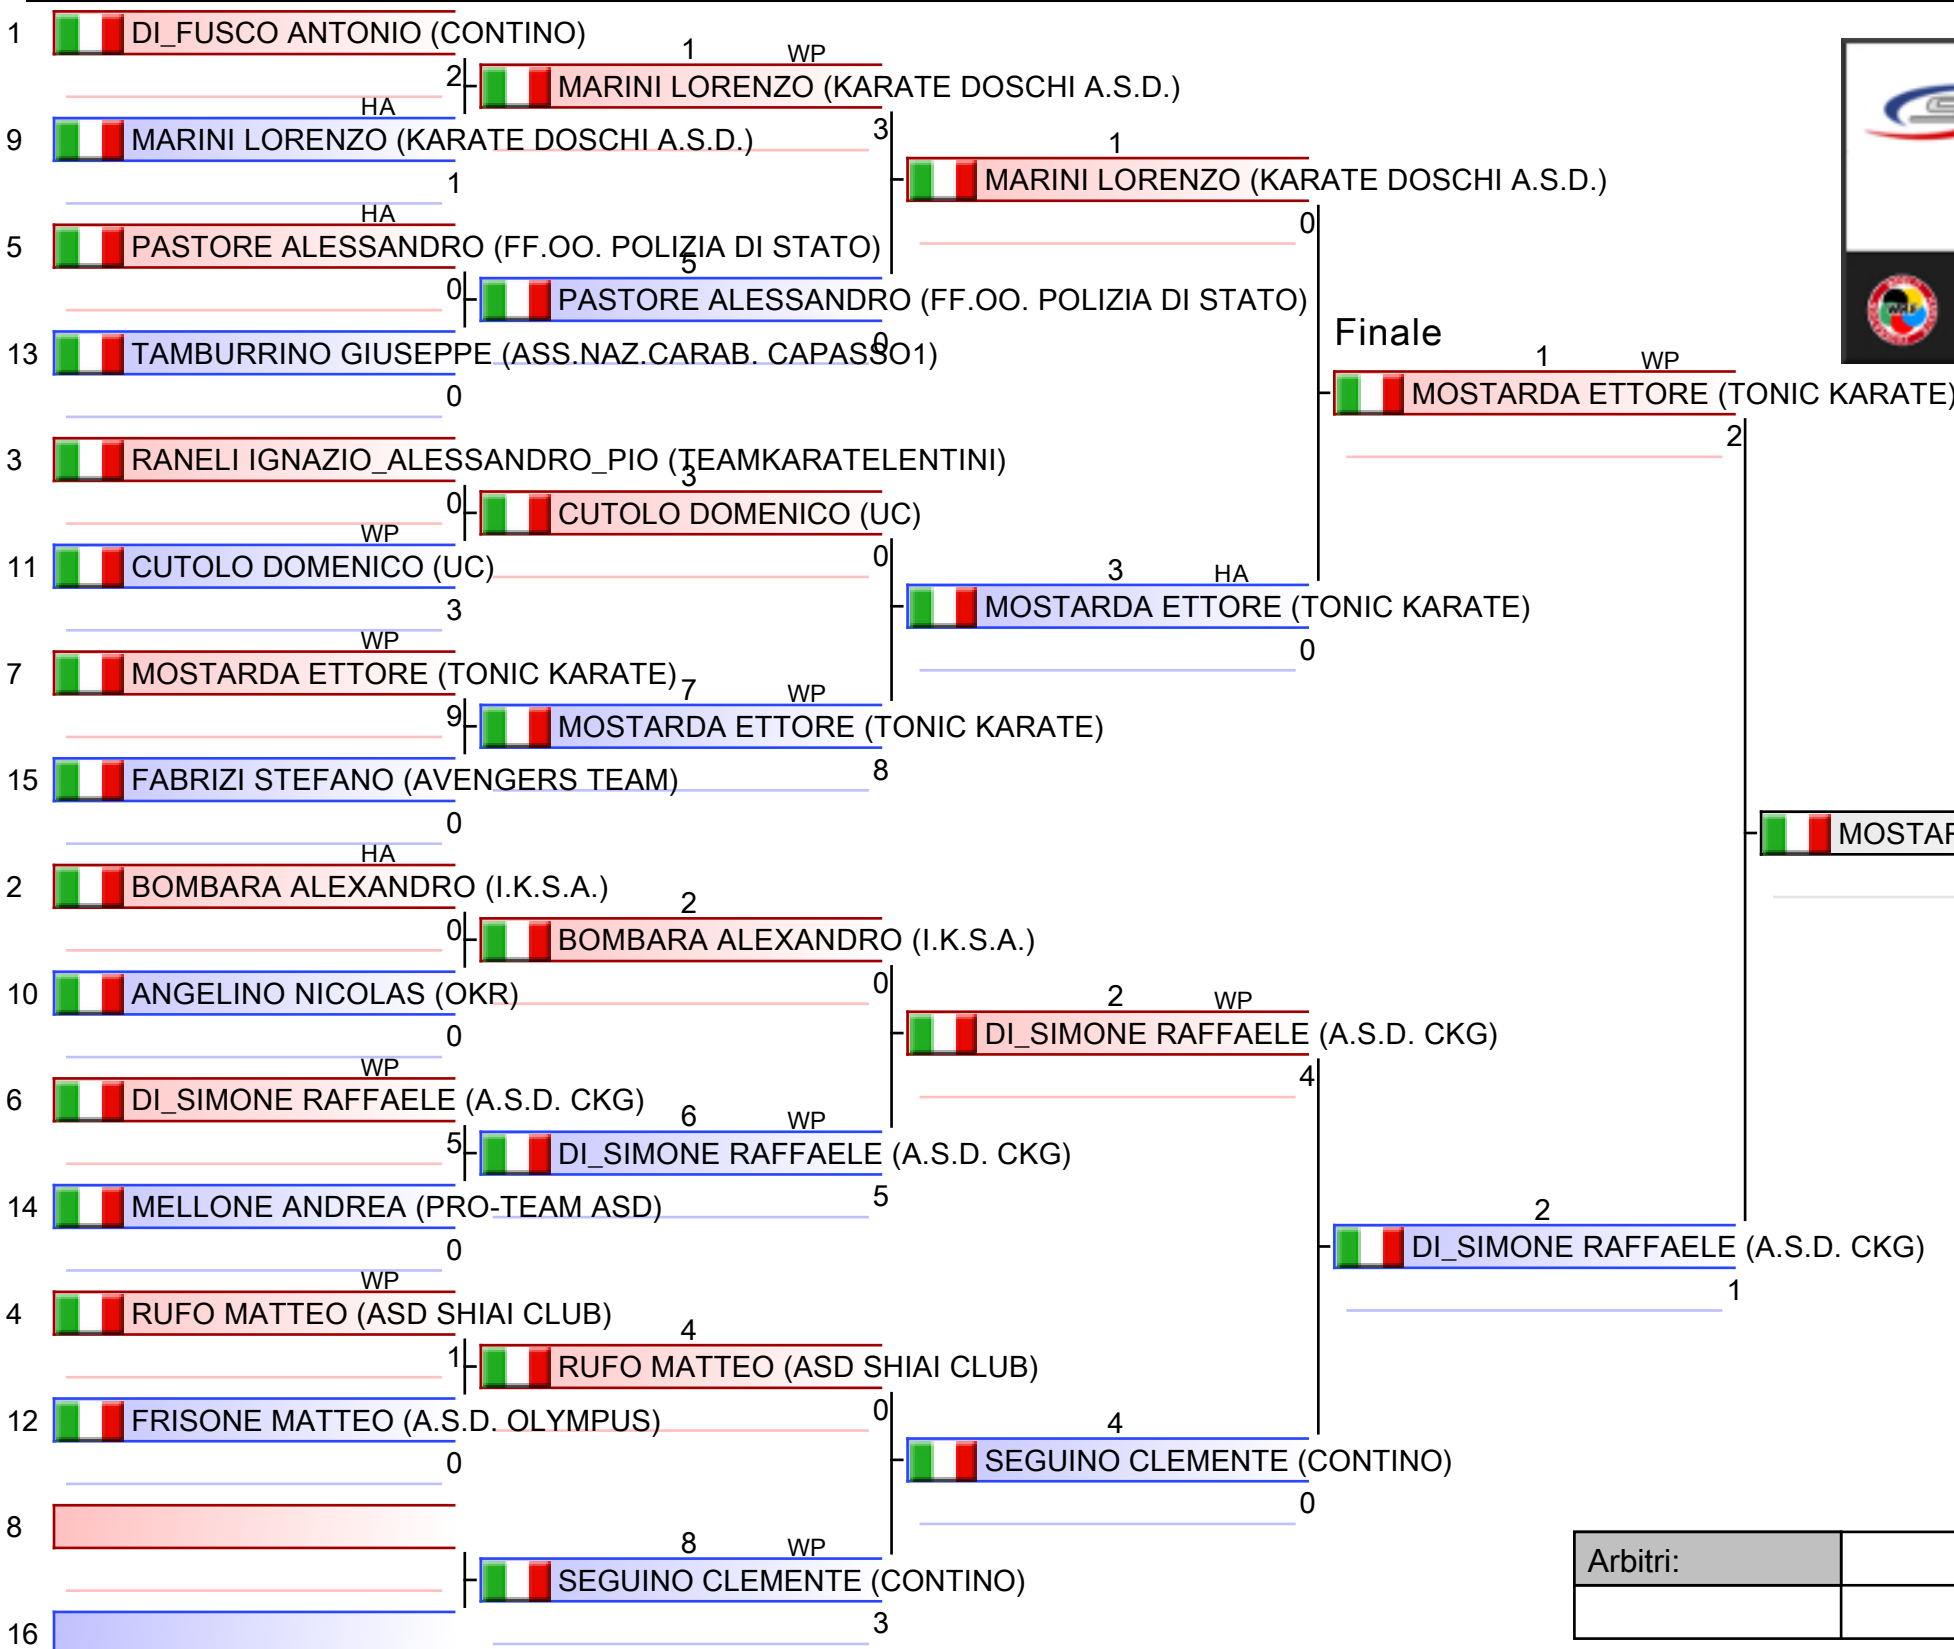 1 DI_FUSCO ANTONIO (CONTINO)
2
HA
9 MARINI LORENZO (KARATE DOSCHI A.S.D.)
1
HA
5 PASTORE ALESSANDRO (FF.OO. POLIZIA DI STATO)
0
13 TAMBURRINO GIUSEPPE (ASS.NAZ.CARAB. CAPASSO1)
0
3 RANELI IGNAZIO_ALESSANDRO_PIO (TEAMKARATELENTINI)
0
WP
11 CUTOLO DOMENICO (UC)
3
WP
7 MOSTARDA ETTORE (TONIC KARATE)
9
15 FABRIZI STEFANO (AVENGERS TEAM)
0
HA
2 BOMBARA ALEXANDRO (I.K.S.A.)
0
10 ANGELINO NICOLAS (OKR)
0
WP
6 DI_SIMONE RAFFAELE (A.S.D. CKG)
5
14 MELLONE ANDREA (PRO-TEAM ASD)
0
WP
4 RUFO MATTEO (ASD SHIAI CLUB)
1
12 FRISONE MATTEO (A.S.D. OLYMPUS)
0
8
16
1 WP
MARINI LORENZO (KARATE DOSCHI A.S.D.)
3
5
PASTORE ALESSANDRO (FF.OO. POLIZIA DI STATO)
0
3
CUTOLO DOMENICO (UC)
0
7 WP
MOSTARDA ETTORE (TONIC KARATE)
8
2
BOMBARA ALEXANDRO (I.K.S.A.)
0
6 WP
DI_SIMONE RAFFAELE (A.S.D. CKG)
5
4
RUFO MATTEO (ASD SHIAI CLUB)
0
8 WP
SEGUINO CLEMENTE (CONTINO)
3
1
MARINI LORENZO (KARATE DOSCHI A.S.D.)
0
3 HA
MOSTARDA ETTORE (TONIC KARATE)
0
2 WP
DI_SIMONE RAFFAELE (A.S.D. CKG)
4
4
SEGUINO CLEMENTE (CONTINO)
0
Finale
1 WP
MOSTARDA ETTORE (TONIC KARATE)
2
2
DI_SIMONE RAFFAELE (A.S.D. CKG)
1
Arbitri: